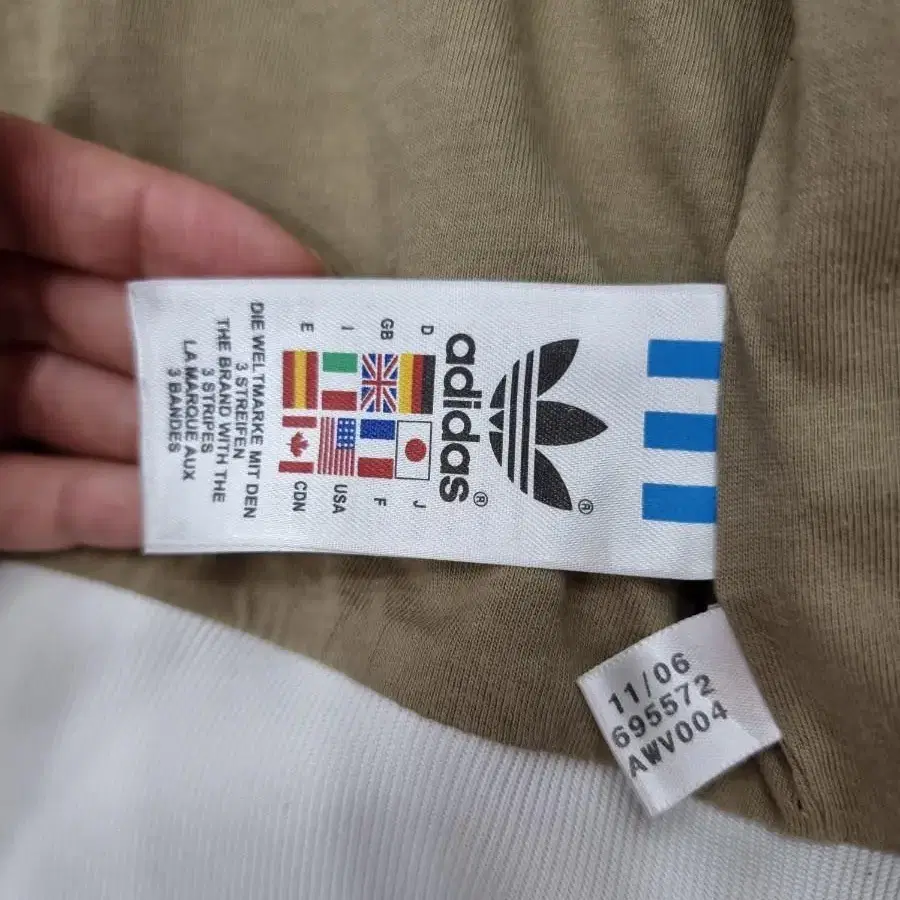 ®
adidas®
D J
GB F
I USA
E CDN
DIE WELTMARKE MIT DEN
3 STREIFEN
THE BRAND WITH THE
3 STRIPES
LA MARQUE AUX
3 BANDES
11/06
695572
AWV004